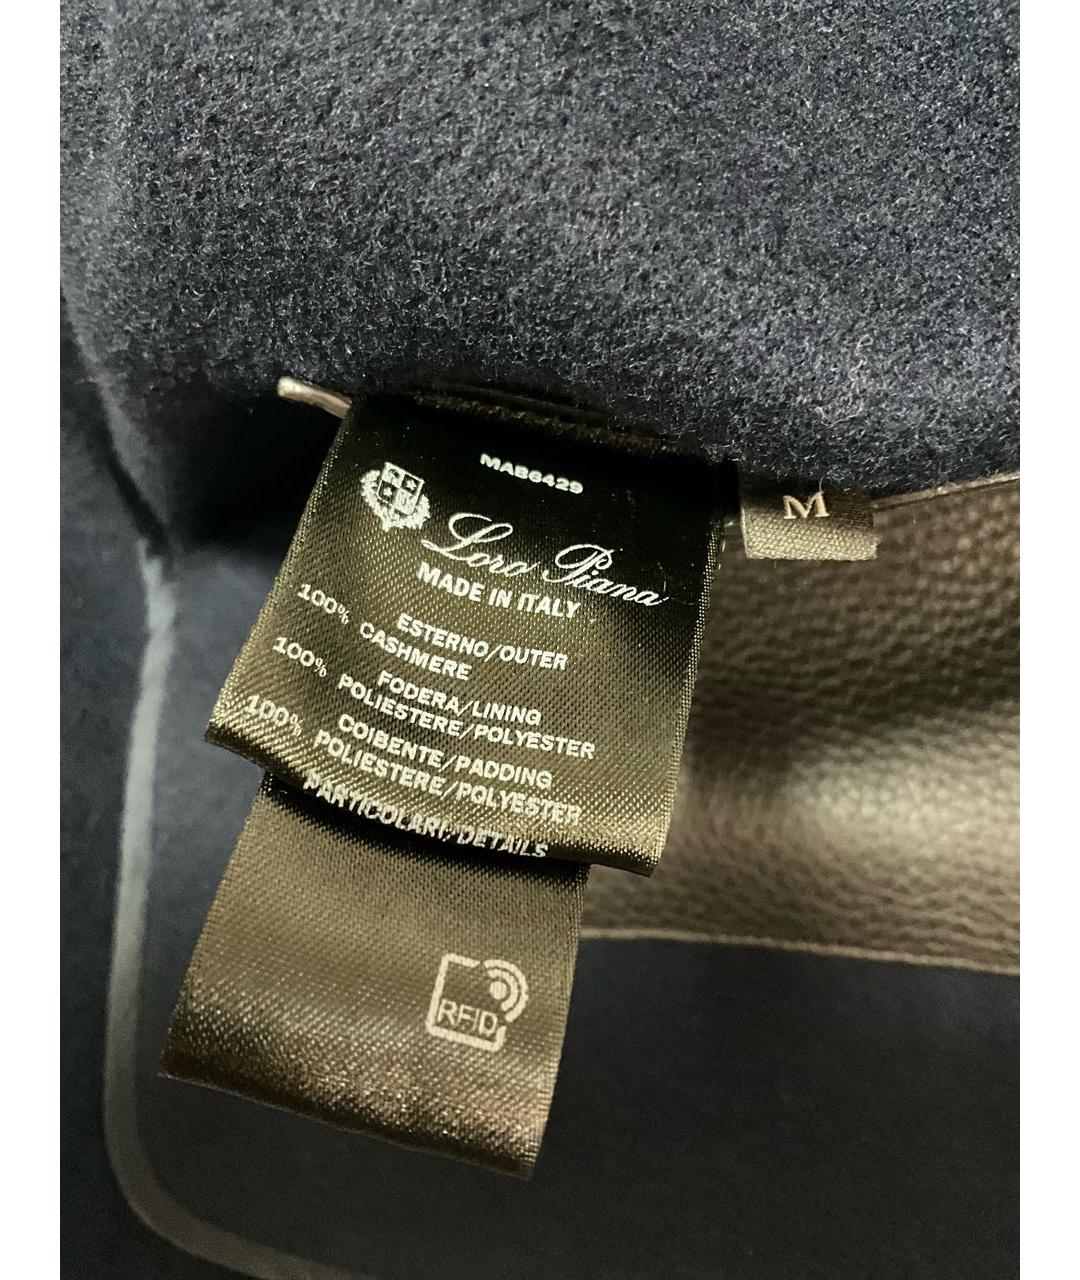 MAB6429
Loro Piana
MADE IN ITALY
ESTERNO/OUTER
100% CASHMERE
FODERA/LINING
100% POLIESTERE/POLYESTER
COIBENTE/PADDING
100% POLIESTERE/POLYESTER
PARTICOLARI/DETAILS
M
RFID